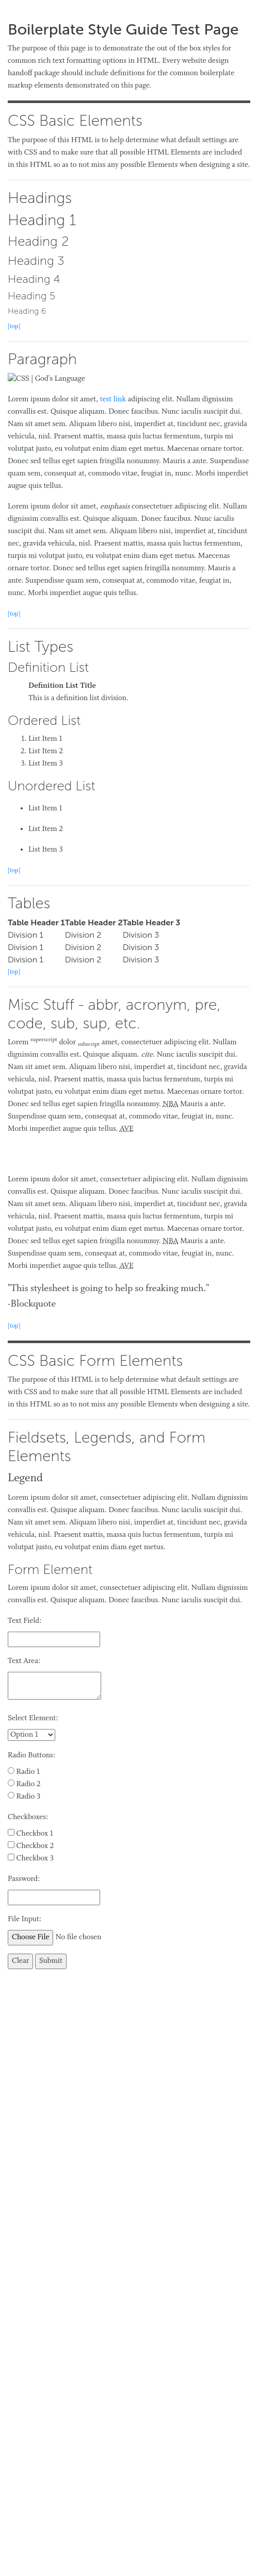 Boilerplate Style Guide Test Page
The purpose of this page is to demonstrate the out of the box styles for
common rich text formatting options in HTML. Every website design
handoff package should include definitions for the common boilerplate
markup elements demonstrated on this page.
CSS Basic Elements
The purpose of this HTML is to help determine what default settings are
with CSS and to make sure that all possible HTML Elements are included
in this HTML so as to not miss any possible Elements when designing a site.
Headings
Heading 1
Heading 2
Heading 3
Heading 4
Heading 5
Heading 6
[top]
Paragraph
CSS | God's Language
Lorem ipsum dolor sit amet, test link adipiscing elit. Nullam dignissim
convallis est. Quisque aliquam. Donec faucibus. Nunc iaculis suscipit dui.
Nam sit amet sem. Aliquam libero nisi, imperdiet at, tincidunt nec, gravida
vehicula, nisl. Praesent mattis, massa quis luctus fermentum, turpis mi
volutpat justo, eu volutpat enim diam eget metus. Maecenas ornare tortor.
Donec sed tellus eget sapien fringilla nonummy. Mauris a ante. Suspendisse
quam sem, consequat at, commodo vitae, feugiat in, nunc. Morbi imperdiet
augue quis tellus.
Lorem ipsum dolor sit amet, emphasis consectetuer adipiscing elit. Nullam
dignissim convallis est. Quisque aliquam. Donec faucibus. Nunc iaculis
suscipit dui. Nam sit amet sem. Aliquam libero nisi, imperdiet at, tincidunt
nec, gravida vehicula, nisl. Praesent mattis, massa quis luctus fermentum,
turpis mi volutpat justo, eu volutpat enim diam eget metus. Maecenas
ornare tortor. Donec sed tellus eget sapien fringilla nonummy. Mauris a
ante. Suspendisse quam sem, consequat at, commodo vitae, feugiat in,
nunc. Morbi imperdiet augue quis tellus.
[top]
List Types
Definition List
Definition List Title
This is a definition list division.
Ordered List
1. List Item 1
2. List Item 2
3. List Item 3
Unordered List
• List Item 1
• List Item 2
• List Item 3
[top]
Tables
Table Header 1 Table Header 2 Table Header 3
Division 1 Division 2 Division 3
Division 1 Division 2 Division 3
Division 1 Division 2 Division 3
[top]
Misc Stuff - abbr, acronym, pre,
code, sub, sup, etc.
Lorem superscript dolor subscript amet, consectetuer adipiscing elit. Nullam
dignissim convallis est. Quisque aliquam. cite. Nunc iaculis suscipit dui.
Nam sit amet sem. Aliquam libero nisi, imperdiet at, tincidunt nec, gravida
vehicula, nisl. Praesent mattis, massa quis luctus fermentum, turpis mi
volutpat justo, eu volutpat enim diam eget metus. Maecenas ornare tortor.
Donec sed tellus eget sapien fringilla nonummy. NBA Mauris a ante.
Suspendisse quam sem, consequat at, commodo vitae, feugiat in, nunc.
Morbi imperdiet augue quis tellus. AVE
Lorem ipsum dolor sit amet, consectetuer adipiscing elit. Nullam dignissim
convallis est. Quisque aliquam. Donec faucibus. Nunc iaculis suscipit dui.
Nam sit amet sem. Aliquam libero nisi, imperdiet at, tincidunt nec, gravida
vehicula, nisl. Praesent mattis, massa quis luctus fermentum, turpis mi
volutpat justo, eu volutpat enim diam eget metus. Maecenas ornare tortor.
Donec sed tellus eget sapien fringilla nonummy. NBA Mauris a ante.
Suspendisse quam sem, consequat at, commodo vitae, feugiat in, nunc.
Morbi imperdiet augue quis tellus. AVE
"This stylesheet is going to help so freaking much."
-Blockquote
[top]
CSS Basic Form Elements
The purpose of this HTML is to help determine what default settings are
with CSS and to make sure that all possible HTML Elements are included
in this HTML so as to not miss any possible Elements when designing a site.
Fieldsets, Legends, and Form
Elements
Legend
Lorem ipsum dolor sit amet, consectetuer adipiscing elit. Nullam dignissim
convallis est. Quisque aliquam. Donec faucibus. Nunc iaculis suscipit dui.
Nam sit amet sem. Aliquam libero nisi, imperdiet at, tincidunt nec, gravida
vehicula, nisl. Praesent mattis, massa quis luctus fermentum, turpis mi
volutpat justo, eu volutpat enim diam eget metus.
Form Element
Lorem ipsum dolor sit amet, consectetuer adipiscing elit. Nullam dignissim
convallis est. Quisque aliquam. Donec faucibus. Nunc iaculis suscipit dui.
Text Field:
Text Area:
Select Element:
Option 1
Radio Buttons:
Radio 1
Radio 2
Radio 3
Checkboxes:
Checkbox 1
Checkbox 2
Checkbox 3
Password:
File Input:
Choose File No file chosen
Clear Submit